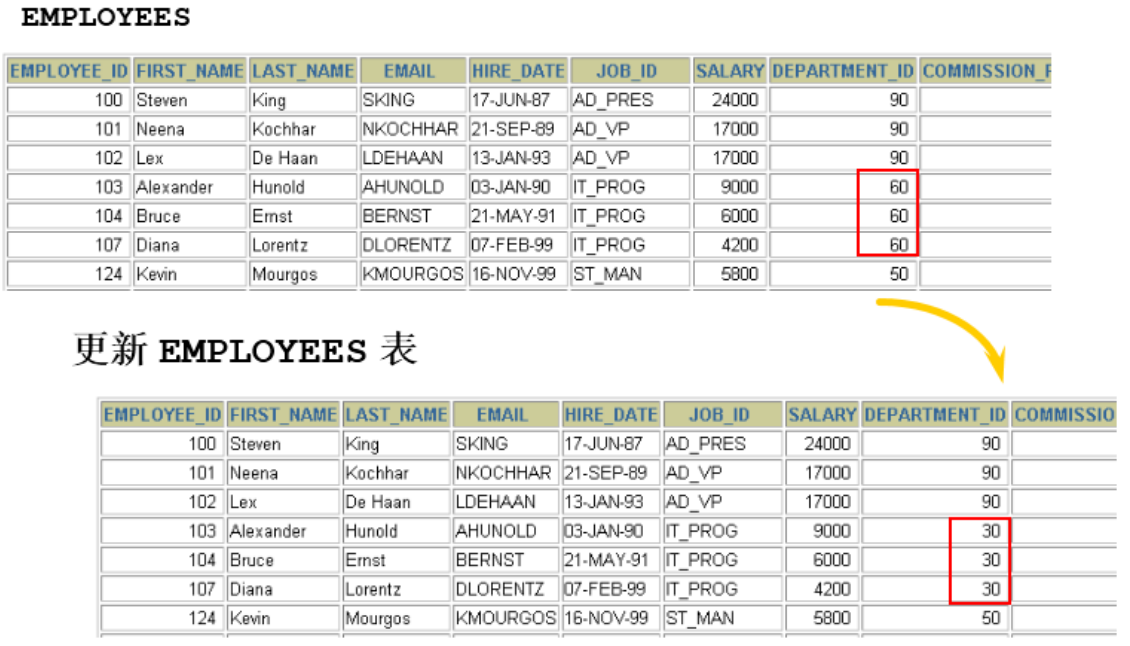 EMPLOYEES
EMPLOYEE_ID FIRST_NAME LAST_NAME EMAIL HIRE_DATE JOB_ID SALARY DEPARTMENT_ID COMMISSION_P
100 Steven King SKING 17-JUN-87 AD_PRES 24000 90
101 Neena Kochhar NKOCHHAR 21-SEP-89 AD_VP 17000 90
102 Lex De Haan LDEHAAN 13-JAN-93 AD_VP 17000 90
103 Alexander Hunold AHUNOLD 03-JAN-90 IT_PROG 9000 60
104 Bruce Ernst BERNST 21-MAY-91 IT_PROG 6000 60
107 Diana Lorentz DLORENTZ 07-FEB-99 IT_PROG 4200 60
124 Kevin Mourgos KMOURGOS 16-NOV-99 ST_MAN 5800 50
更新 EMPLOYEES 表
EMPLOYEE_ID FIRST_NAME LAST_NAME EMAIL HIRE_DATE JOB_ID SALARY DEPARTMENT_ID COMMISSIO
100 Steven King SKING 17-JUN-87 AD_PRES 24000 90
101 Neena Kochhar NKOCHHAR 21-SEP-89 AD_VP 17000 90
102 Lex De Haan LDEHAAN 13-JAN-93 AD_VP 17000 90
103 Alexander Hunold AHUNOLD 03-JAN-90 IT_PROG 9000 30
104 Bruce Ernst BERNST 21-MAY-91 IT_PROG 6000 30
107 Diana Lorentz DLORENTZ 07-FEB-99 IT_PROG 4200 30
124 Kevin Mourgos KMOURGOS 16-NOV-99 ST_MAN 5800 50